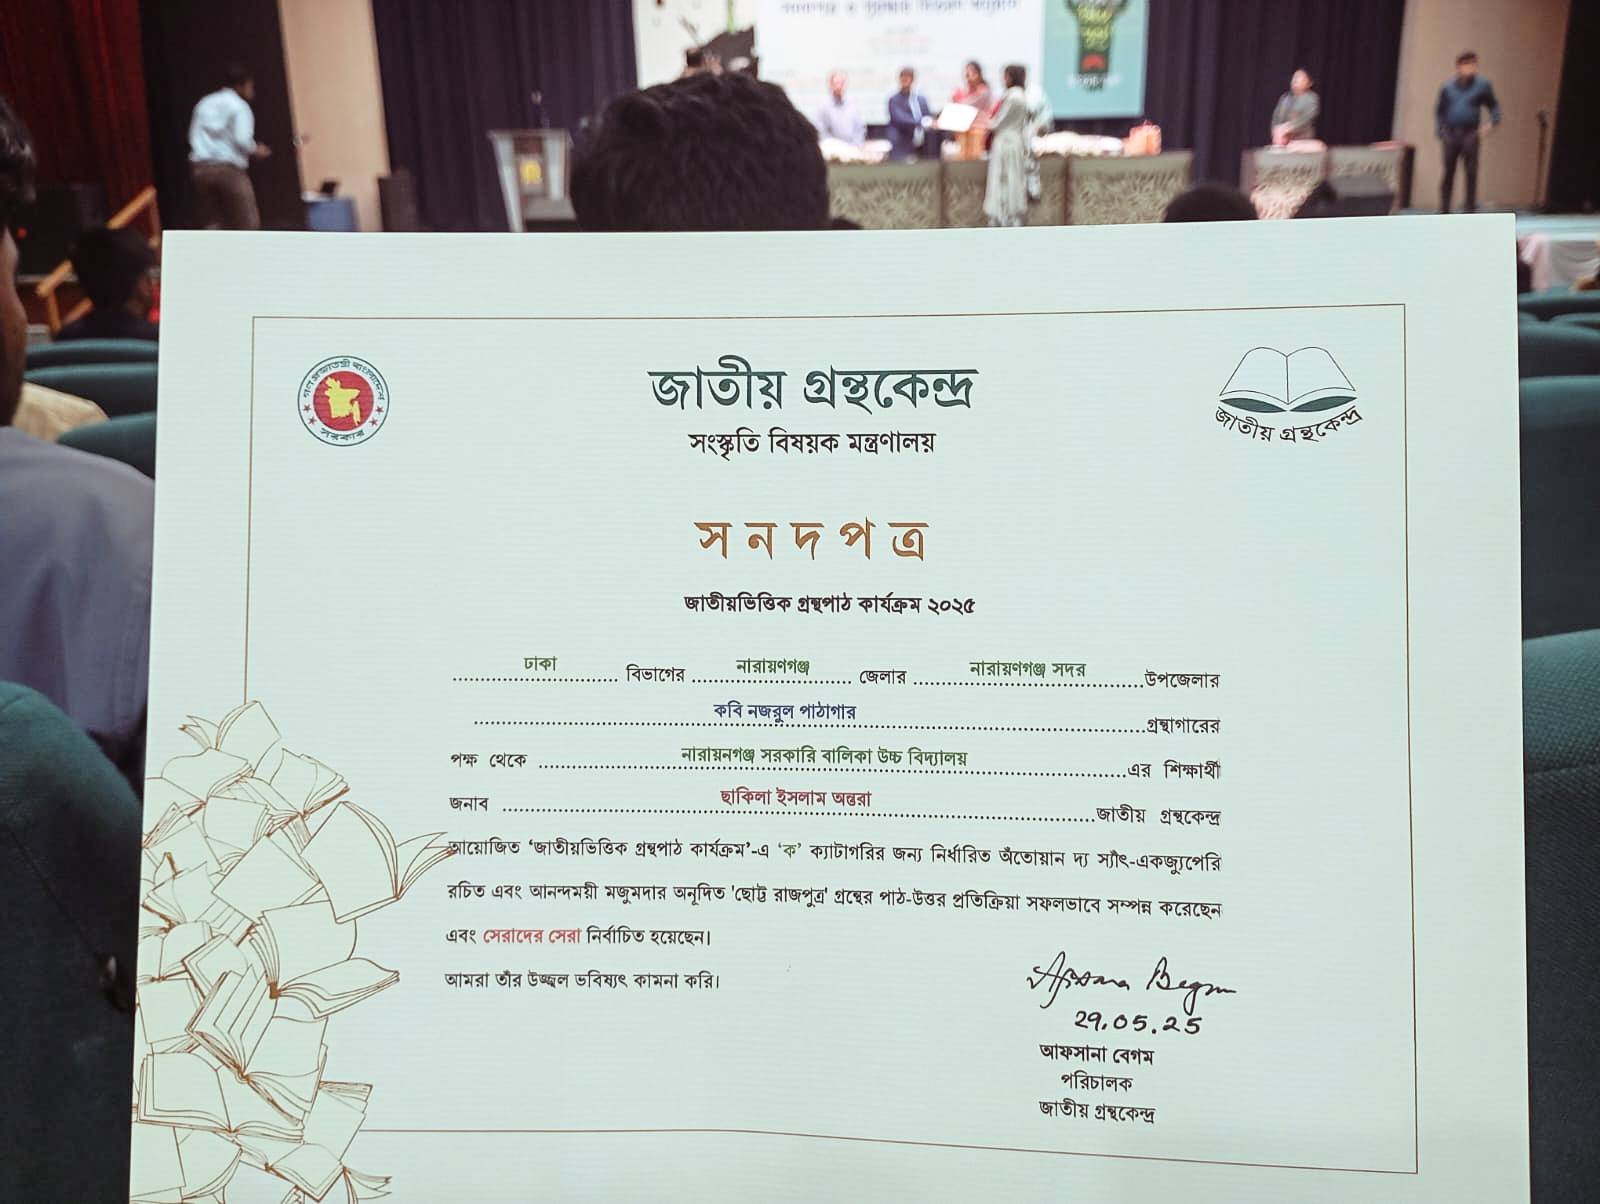 গণপ্রজাতন্ত্রী বাংলাদেশ
সরকার
জাতীয় গ্রন্থকেন্দ্র
সংস্কৃতি বিষয়ক মন্ত্রণালয়
জাতীয় গ্রন্থকেন্দ্র
সনদপত্র
জাতীয়ভিত্তিক গ্রন্থপাঠ কার্যক্রম ২০২৫
ঢাকা বিভাগের নারায়ণগঞ্জ জেলার নারায়ণগঞ্জ সদর উপজেলার
কবি নজরুল পাঠাগার গ্রন্থাগারের
পক্ষ থেকে নারায়নগঞ্জ সরকারি বালিকা উচ্চ বিদ্যালয় এর শিক্ষার্থী
জনাব ছাকিলা ইসলাম অন্তরা জাতীয় গ্রন্থকেন্দ্র
আয়োজিত ‘জাতীয়ভিত্তিক গ্রন্থপাঠ কার্যক্রম’-এ ‘ক’ ক্যাটাগরির জন্য নির্ধারিত অঁতোয়ান দ্য স্যাঁৎ-একজ্যুপেরি
রচিত এবং আনন্দময়ী মজুমদার অনূদিত 'ছোট্ট রাজপুত্র' গ্রন্থের পাঠ-উত্তর প্রতিক্রিয়া সফলভাবে সম্পন্ন করেছেন
এবং সেরাদের সেরা নির্বাচিত হয়েছেন।
আমরা তাঁর উজ্জ্বল ভবিষ্যৎ কামনা করি।
Afsana Begum
29.05.25
আফসানা বেগম
পরিচালক
জাতীয় গ্রন্থকেন্দ্র